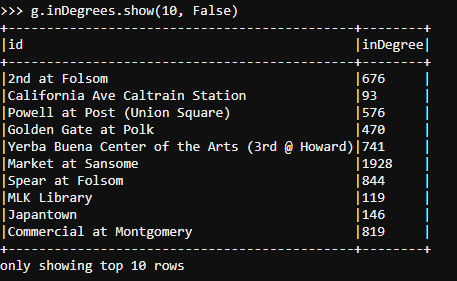 >>> g.inDegrees.show(10, False)
+------------------------------------------+--------+
|id                                        |inDegree|
+------------------------------------------+--------+
|2nd at Folsom                             |676     |
|California Ave Caltrain Station           |93      |
|Powell at Post (Union Square)             |576     |
|Golden Gate at Polk                       |470     |
|Yerba Buena Center of the Arts (3rd @ Howard)|741     |
|Market at Sansome                         |1928    |
|Spear at Folsom                           |844     |
|MLK Library                               |119     |
|Japantown                                 |146     |
|Commercial at Montgomery                  |819     |
+------------------------------------------+--------+
only showing top 10 rows